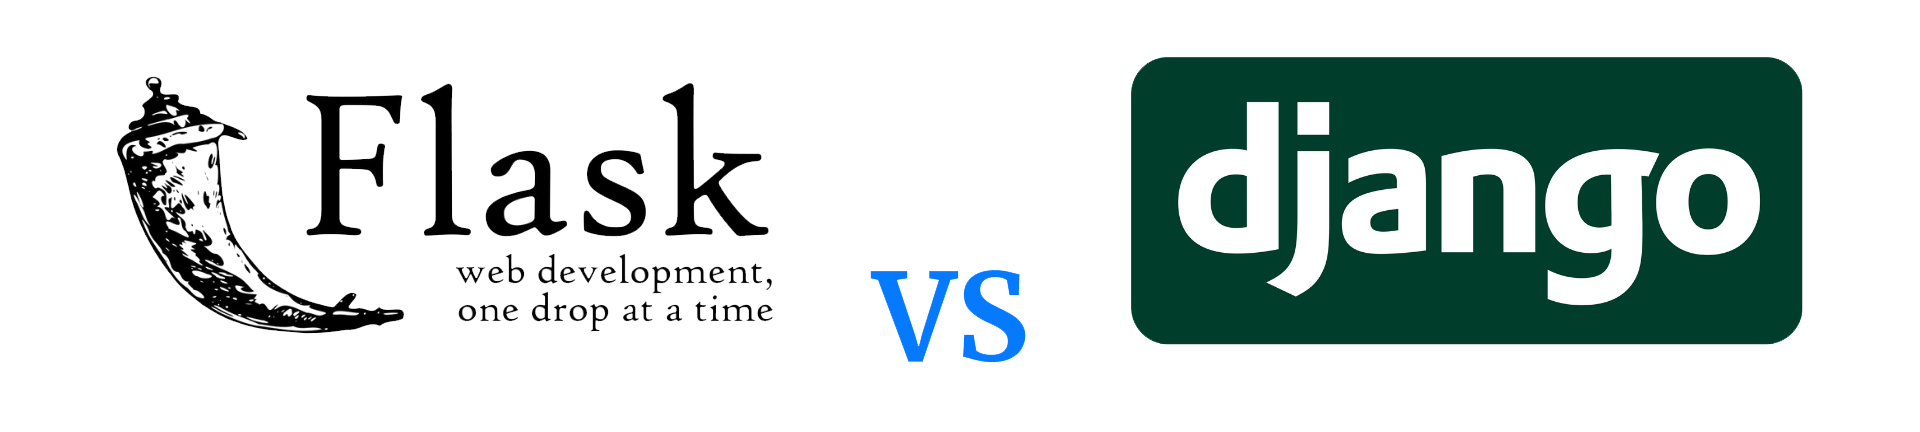 Flask
web development,
one drop at a time
vs
django